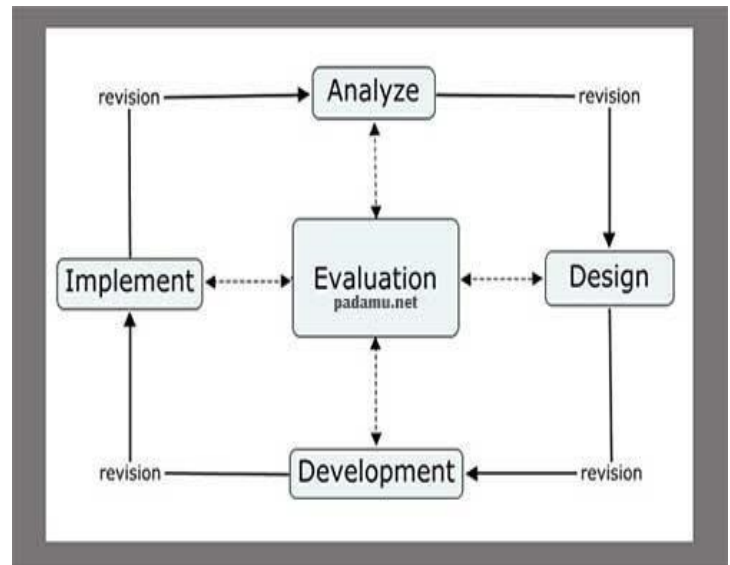 revision
Analyze
revision
Implement
Evaluation
padamu.net
Design
revision
Development
revision